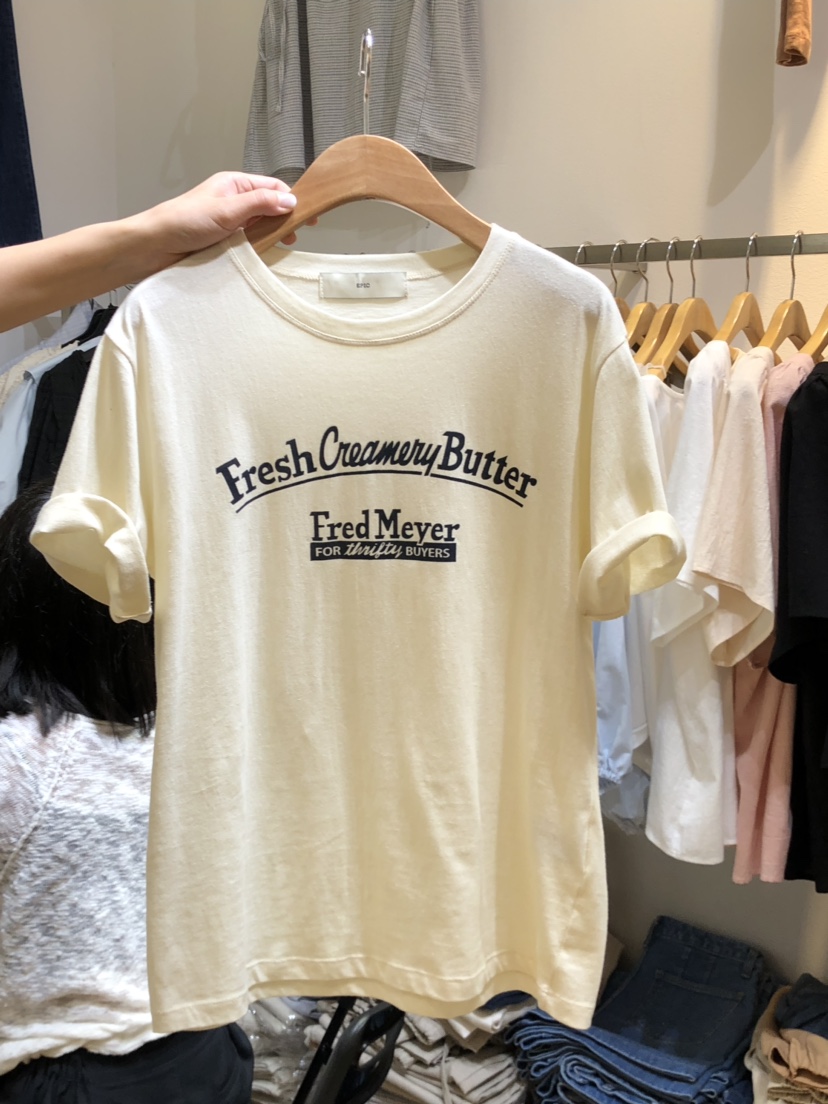 Fresh Creamery Butter
Fred Meyer
FOR thrifty BUYERS